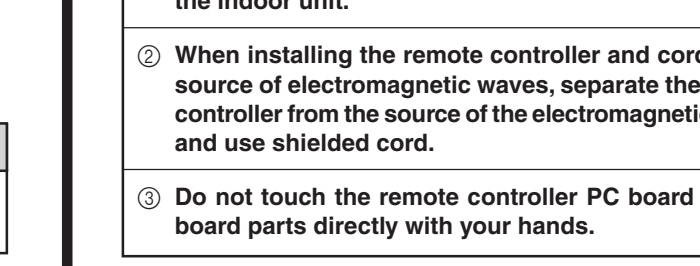 the indoor unit.
② When installing the remote controller and cord
source of electromagnetic waves, separate the
controller from the source of the electromagnetic
and use shielded cord.
③ Do not touch the remote controller PC board
board parts directly with your hands.